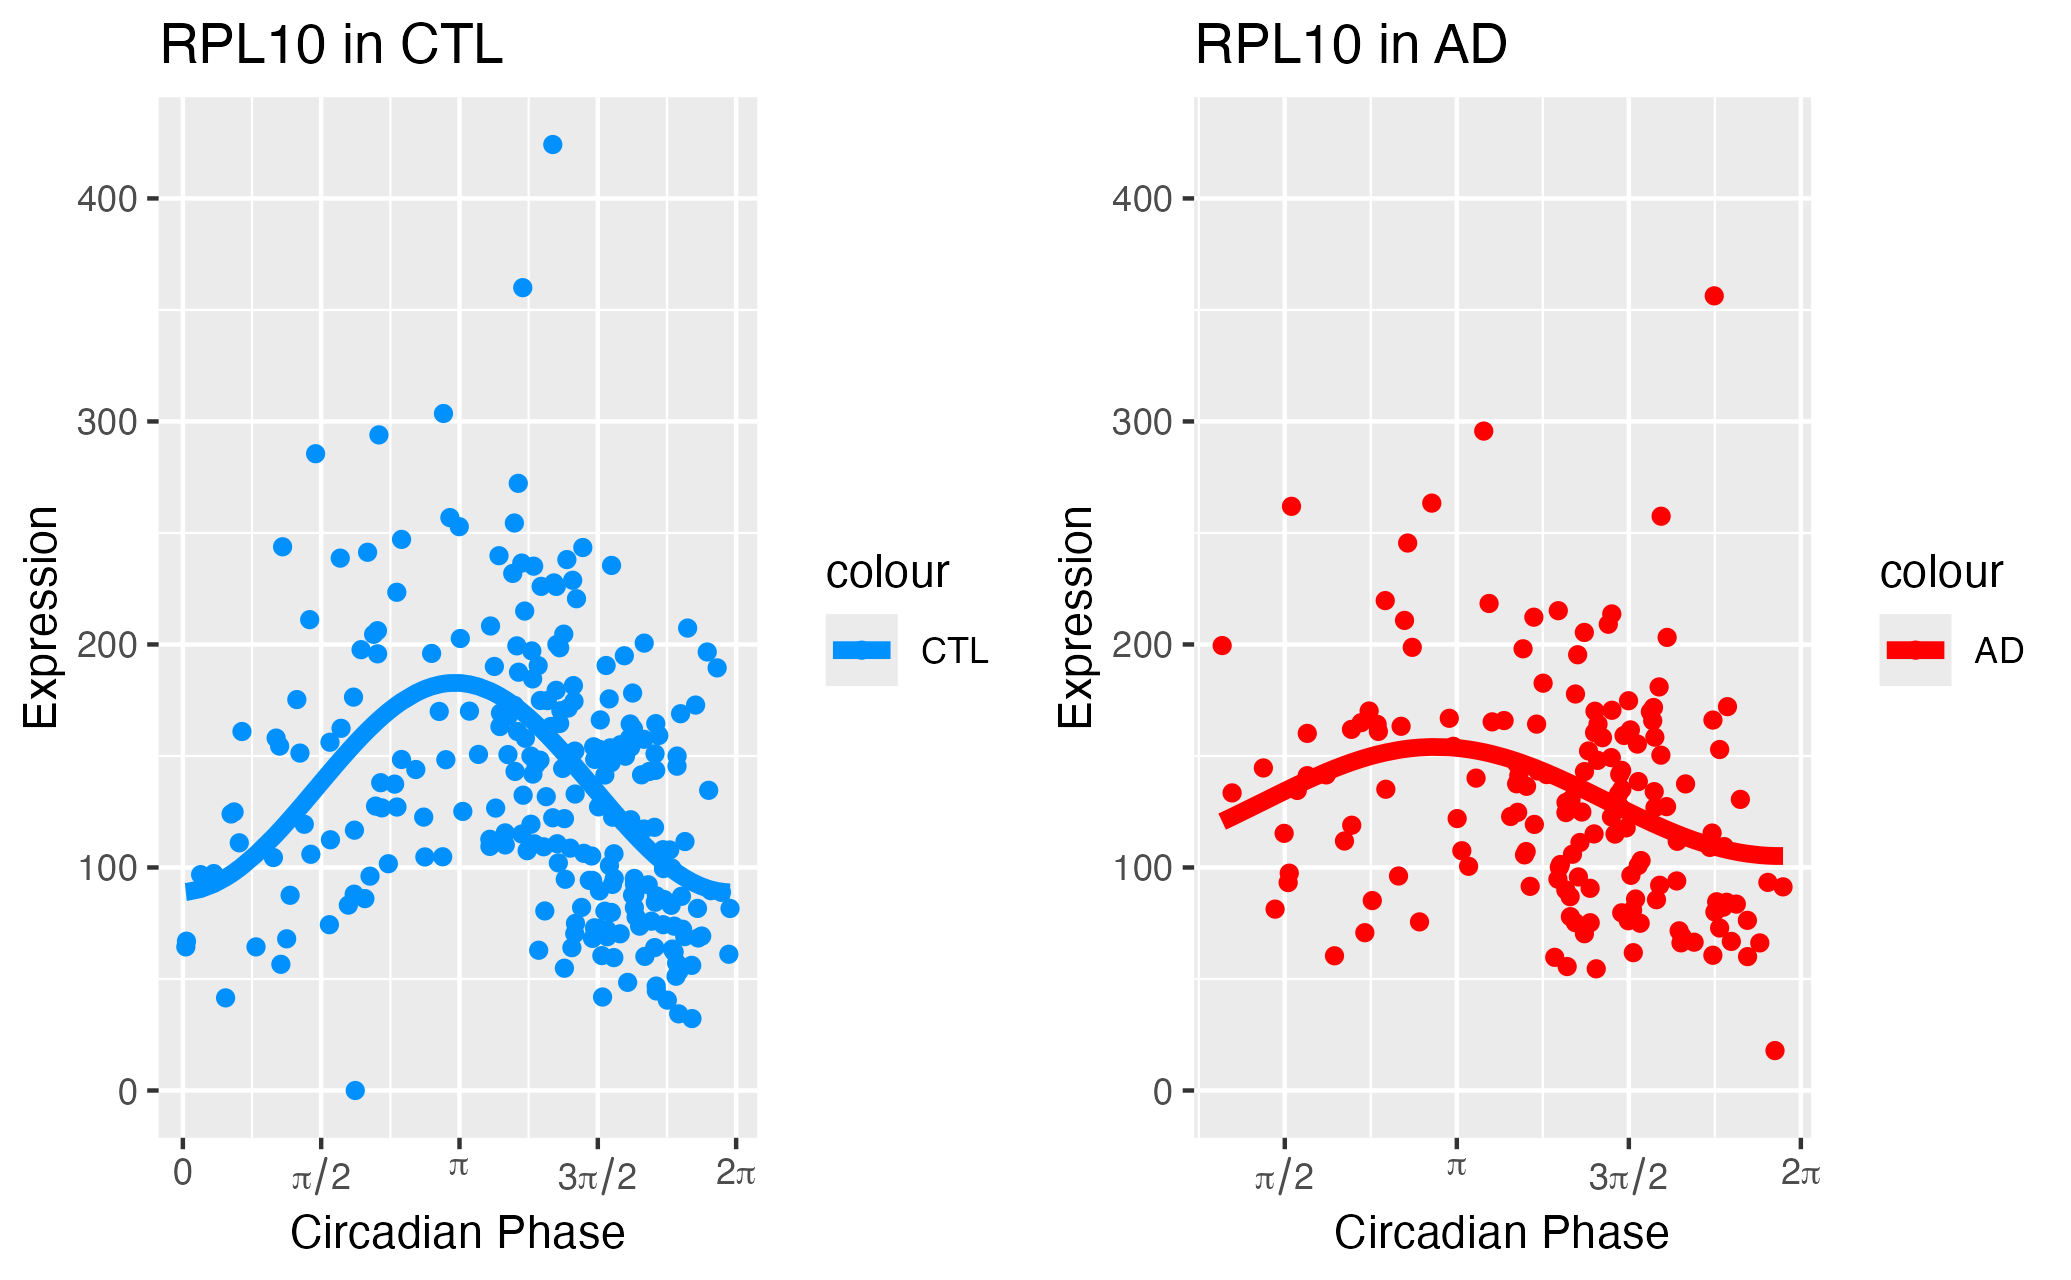 RPL10 in CTL
Expression
400
300
200
100
0
0
π/2
π
3π/2
2π
Circadian Phase
colour
CTL
RPL10 in AD
Expression
400
300
200
100
0
π/2
π
3π/2
2π
Circadian Phase
colour
AD